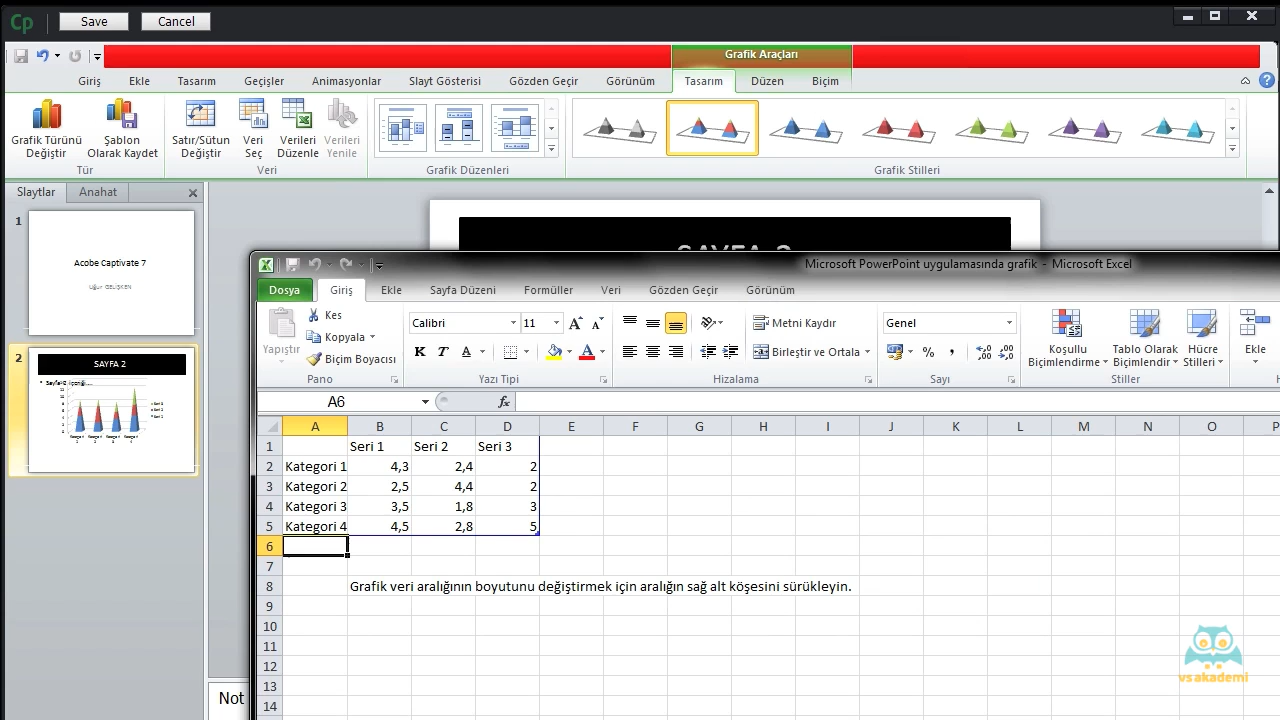 Cp Save Cancel
Grafik Araçları
Giriş Ekle Tasarım Geçişler Animasyonlar Slayt Gösterisi Gözden Geçir Görünüm Tasarım Düzen Biçim
Grafik Türünü Değiştir
Şablon Olarak Kaydet
Satır/Sütun Değiştir
Veri Seç
Verileri Düzenle
Verileri Yenile
Tür Veri Grafik Düzenleri Grafik Stilleri
Slaytlar Anahat
1
Acobe Captivate 7
Uğur GELİŞKEN
2
SAYFA 2
SAYFA 2
Microsoft PowerPoint uygulamasında grafik - Microsoft Excel
Dosya Giriş Ekle Sayfa Düzeni Formüller Veri Gözden Geçir Görünüm
Yapıştır
Kes
Kopyala
Biçim Boyacısı
Calibri 11
K T A
Metni Kaydır
Birleştir ve Ortala
Genel
%
Koşullu Biçimlendirme
Tablo Olarak Biçimlendir
Hücre Stilleri
Ekle
Pano Yazı Tipi Hizalama Sayı Stiller
A6 fx
A B C D E F G H I J K L M N O P
1 Seri 1 Seri 2 Seri 3
2 Kategori 1 4,3 2,4 2
3 Kategori 2 2,5 4,4 2
4 Kategori 3 3,5 1,8 3
5 Kategori 4 4,5 2,8 5
6
7
8 Grafik veri aralığının boyutunu değiştirmek için aralığın sağ alt köşesini sürükleyin.
9
10
11
12
13
14
Not
vsakademi